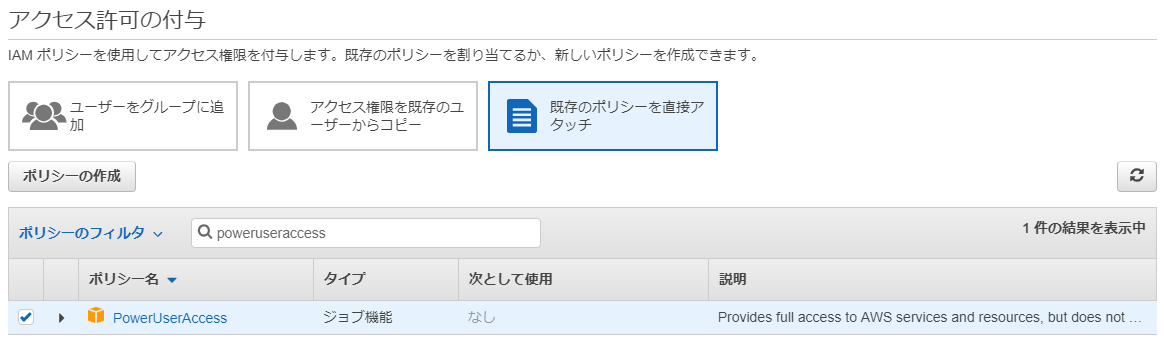 アクセス許可の付与
IAM ポリシーを使用してアクセス権限を付与します。既存のポリシーを割り当てるか、新しいポリシーを作成できます。
ユーザーをグループに追
加
アクセス権限を既存のユ
ーザーからコピー
既存のポリシーを直接ア
タッチ
ポリシーの作成
ポリシーのフィルタ
poweruseraccess
1 件の結果を表示中
ポリシー名 タイプ 次として使用 説明
PowerUserAccess ジョブ機能 なし Provides full access to AWS services and resources, but does not …